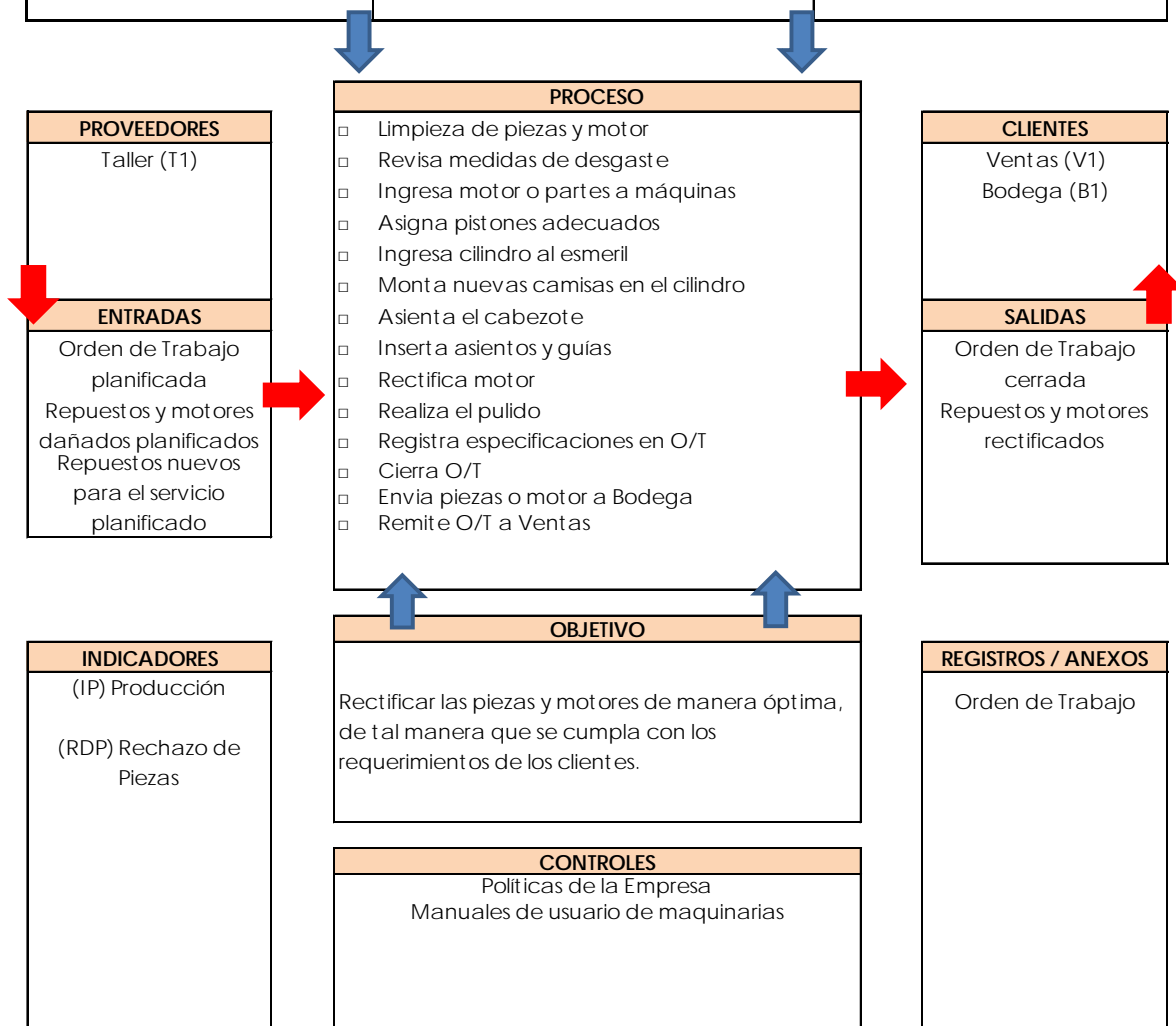 PROVEEDORES
Taller (T1)
ENTRADAS
Orden de Trabajo
planificada
Repuestos y motores
dañados planificados
Repuestos nuevos
para el servicio
planificado
PROCESO
□ Limpieza de piezas y motor
□ Revisa medidas de desgaste
□ Ingresa motor o partes a máquinas
□ Asigna pistones adecuados
□ Ingresa cilindro al esmeril
□ Monta nuevas camisas en el cilindro
□ Asienta el cabezote
□ Inserta asientos y guías
□ Rectifica motor
□ Realiza el pulido
□ Registra especificaciones en O/T
□ Cierra O/T
□ Envia piezas o motor a Bodega
□ Remite O/T a Ventas
CLIENTES
Ventas (V1)
Bodega (B1)
SALIDAS
Orden de Trabajo
cerrada
Repuestos y motores
rectificados
INDICADORES
(IP) Producción
(RDP) Rechazo de
Piezas
OBJETIVO
Rectificar las piezas y motores de manera óptima,
de tal manera que se cumpla con los
requerimientos de los clientes.
CONTROLES
Políticas de la Empresa
Manuales de usuario de maquinarias
REGISTROS / ANEXOS
Orden de Trabajo